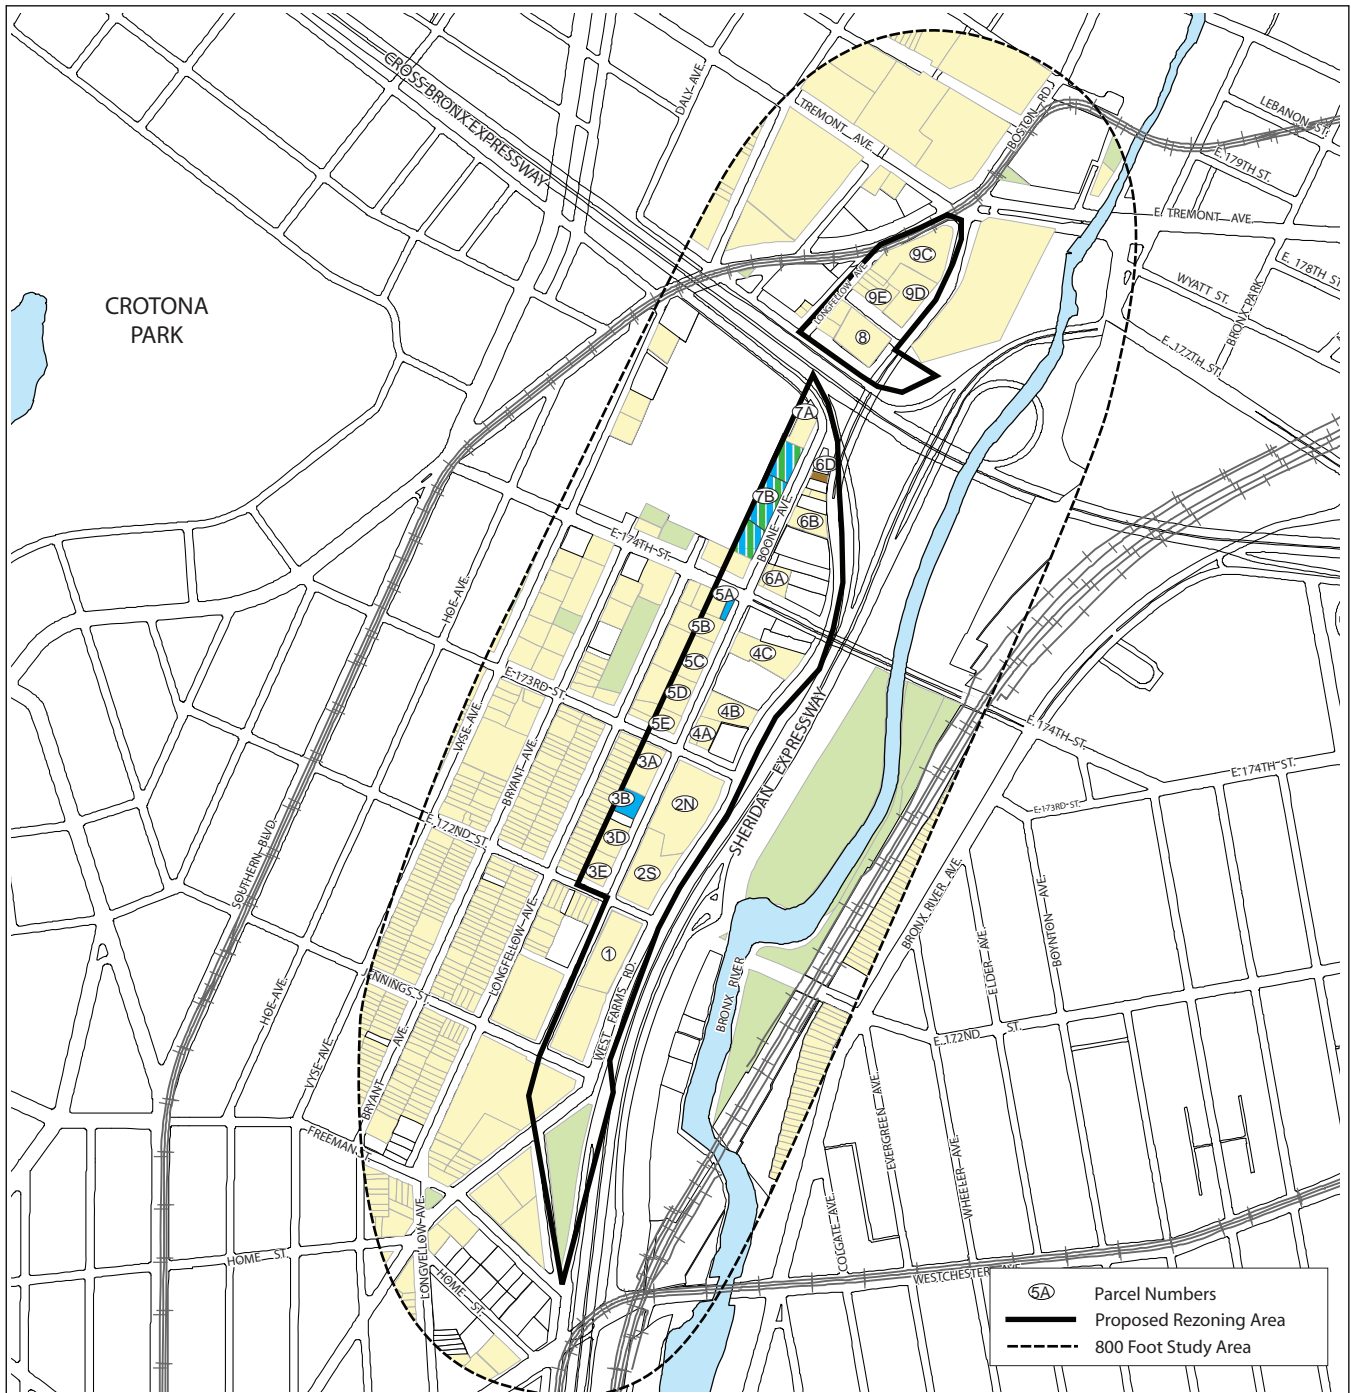 CROSS BRONX EXPRESSWAY
DALY AVE.
TREMONT AVE.
BOSTON RD.
LEBANON ST.
E. 179TH ST.
E. TREMONT AVE.
E. 178TH ST.
WYATT ST.
BRONX PARK
E. 177TH ST.
CROTONA
PARK
LONGFELLOW AVE.
9C
9D
9E
8
7A
6D
7B
BOONE AVE.
6B
6A
E. 174TH ST.
5A
5B
5C
4C
5D
4B
5E
4A
HOE AVE.
E. 173RD ST.
VYSE AVE.
BRYANT AVE.
3A
3B
2N
3D
3E
2S
E. 172ND ST.
SHERIDAN EXPRESSWAY
E. 174TH ST.
E. 174TH ST.
E. 173RD ST.
SOUTHERN BLVD.
BRONX RIVER AVE.
ELDER AVE.
BOYNTON AVE.
LONGFELLOW AVE.
1
WEST FARMS RD.
BRONX RIVER
JENNINGS ST.
HOE AVE.
VYSE AVE.
BRYANT AVE.
E. 172ND ST.
FREEMAN ST.
EVERGREEN AVE.
WHEELER AVE.
COLGATE AVE.
LONGVELLOW AVE.
HOME ST.
HOME ST.
WESTCHESTER AVE.
5A Parcel Numbers
Proposed Rezoning Area
800 Foot Study Area